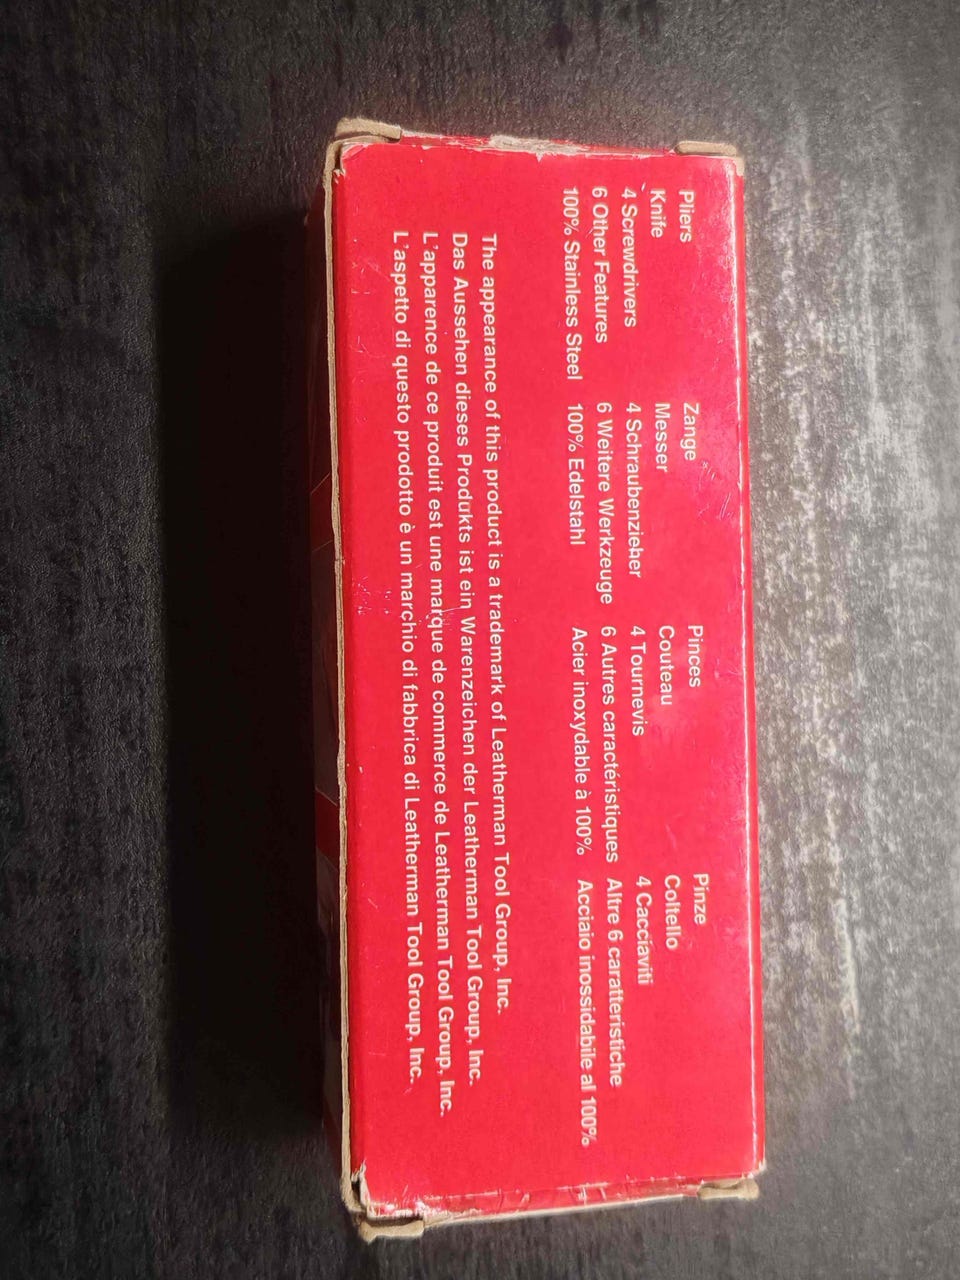 Pliers
Knife
4 Screwdrivers
6 Other Features
100% Stainless Steel
Zange
Messer
4 Schraubenzieher
6 Weitere Werkzeuge
100% Edelstahl
Pinces
Couteau
4 Tournevis
6 Autres caractéristiques
Acier inoxydable à 100%
Pinze
Coltello
4 Cacciaviti
Altre 6 caratteristiche
Acciaio inossidabile al 100%
The appearance of this product is a trademark of Leatherman Tool Group, Inc.
Das Aussehen dieses Produkts ist ein Warenzeichen der Leatherman Tool Group, Inc.
L'apparence de ce produit est une marque de commerce de Leatherman Tool Group, Inc.
L'aspetto di questo prodotto è un marchio di fabbrica di Leatherman Tool Group, Inc.